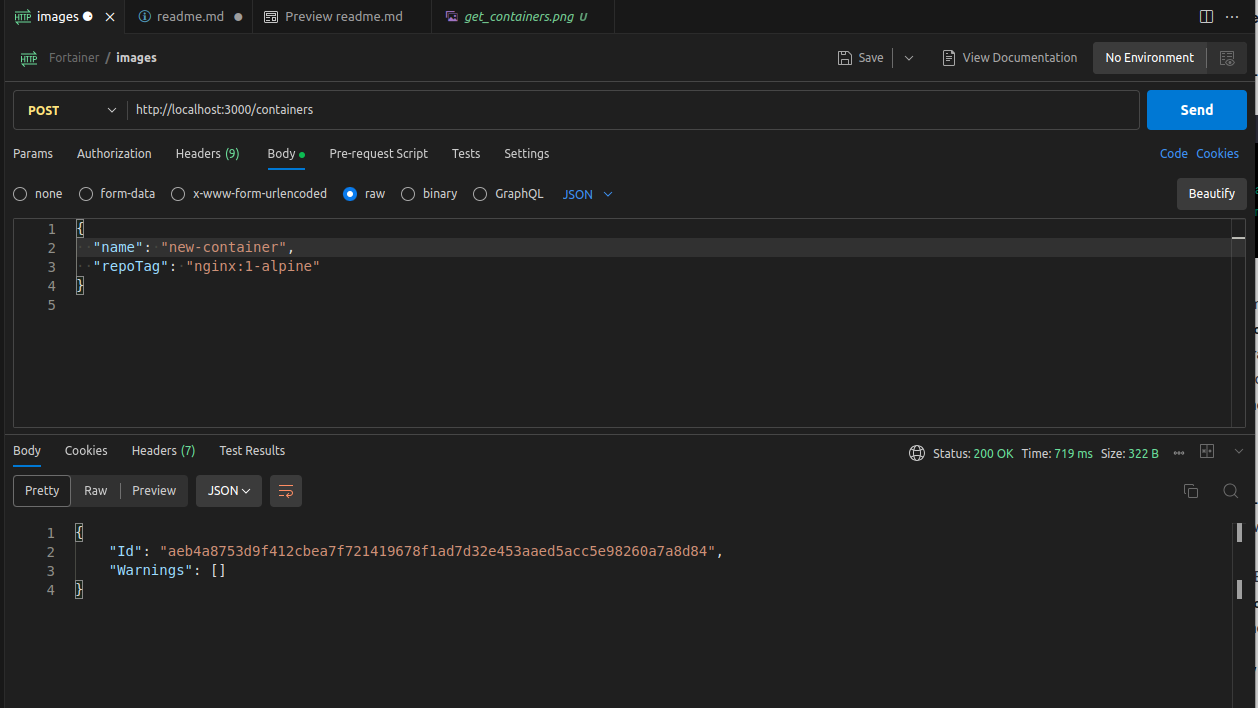 HTTP images readme.md Preview readme.md get_containers.png U
HTTP Fortainer / images Save View Documentation No Environment
POST http://localhost:3000/containers Send
Params Authorization Headers (9) Body Pre-request Script Tests Settings Code Cookies
none form-data x-www-form-urlencoded raw binary GraphQL JSON Beautify
1 {
2 "name": "new-container",
3 "repoTag": "nginx:1-alpine"
4 }
5
Body Cookies Headers (7) Test Results Status: 200 OK Time: 719 ms Size: 322 B
Pretty Raw Preview JSON
1 {
2 "Id": "aeb4a8753d9f412cbea7f721419678f1ad7d32e453aaed5acc5e98260a7a8d84",
3 "Warnings": []
4 }